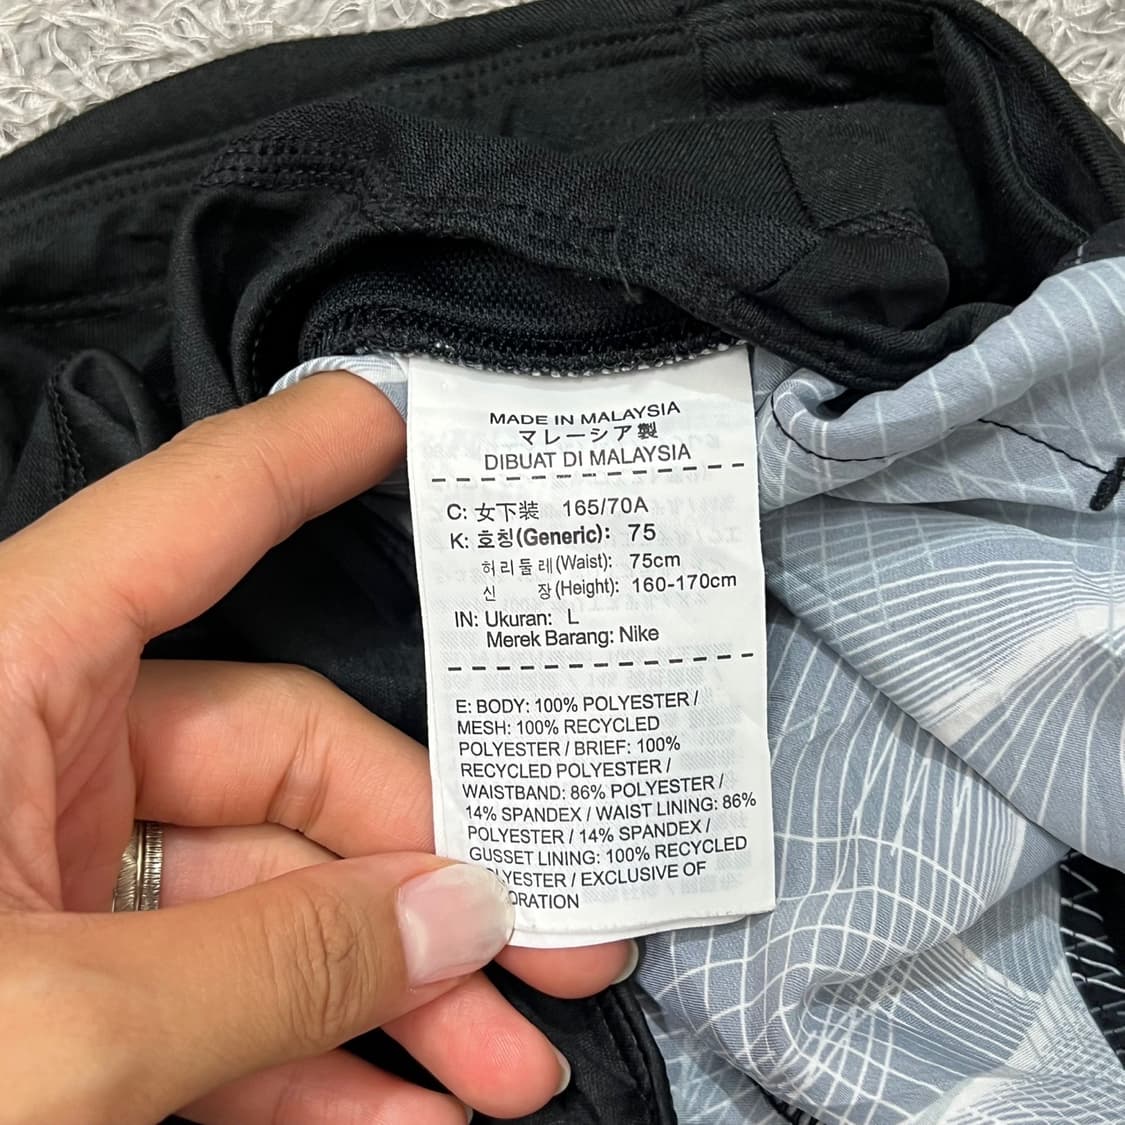 MADE IN MALAYSIA
マレーシア製
DIBUAT DI MALAYSIA
C: 女下装 165/70A
K: 호칭(Generic): 75
허리둘레(Waist): 75cm
신 장(Height): 160-170cm
IN: Ukuran: L
Merek Barang: Nike
E: BODY: 100% POLYESTER /
MESH: 100% RECYCLED
POLYESTER / BRIEF: 100%
RECYCLED POLYESTER /
WAISTBAND: 86% POLYESTER /
14% SPANDEX / WAIST LINING: 86%
POLYESTER / 14% SPANDEX /
GUSSET LINING: 100% RECYCLED
/ EXCLUSIVE OF